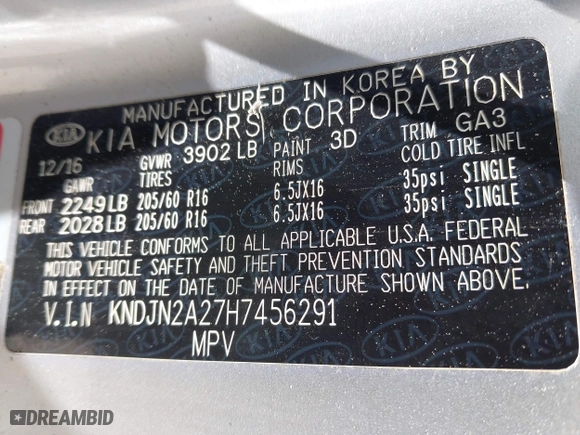 MANUFACTURED IN KOREA BY
KIA KIA MOTORS CORPORATION
12/16 GVWR 3902 LB PAINT 3D TRIM GA3
GAWR TIRES RIMS COLD TIRE INFL
FRONT 2249 LB 205/60 R16 6.5JX16 35psi SINGLE
REAR 2028 LB 205/60 R16 6.5JX16 35psi SINGLE
THIS VEHICLE CONFORMS TO ALL APPLICABLE U.S.A. FEDERAL
MOTOR VEHICLE SAFETY AND THEFT PREVENTION STANDARDS
IN EFFECT ON THE DATE OF MANUFACTURE SHOWN ABOVE.
V.I.N KNDJN2A27H7456291
MPV
DREAMBID